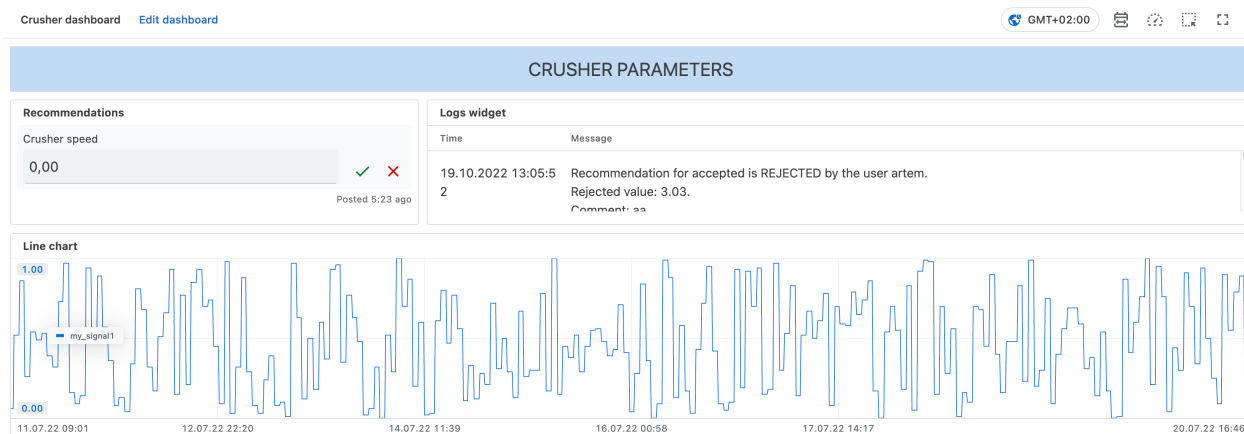 Crusher dashboard Edit dashboard GMT+02:00
CRUSHER PARAMETERS
Recommendations
Crusher speed
0,00
Posted 5:23 ago
Logs widget
Time Message
19.10.2022 13:05:5
2
Recommendation for accepted is REJECTED by the user artem.
Rejected value: 3.03.
Comment: aa
Line chart
1.00
my_signal1
0.00
11.07.22 09:01 12.07.22 22:20 14.07.22 11:39 16.07.22 00:58 17.07.22 14:17 20.07.22 16:46